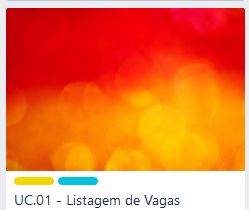 UC.01 - Listagem de Vagas